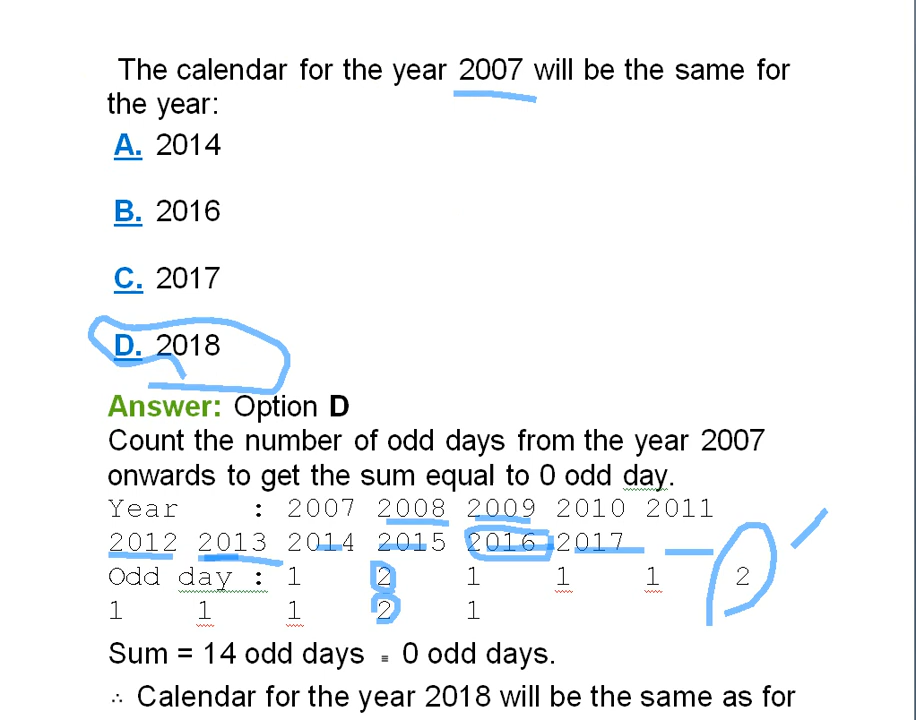 The calendar for the year 2007 will be the same for
the year:
A. 2014
B. 2016
C. 2017
D. 2018
Answer: Option D
Count the number of odd days from the year 2007
onwards to get the sum equal to 0 odd day.
Year : 2007 2008 2009 2010 2011
2012 2013 2014 2015 2016 2017
Odd day : 1 2 1 1 1 2
1 1 1 2 1
Sum = 14 odd days ≡ 0 odd days.
∴ Calendar for the year 2018 will be the same as for